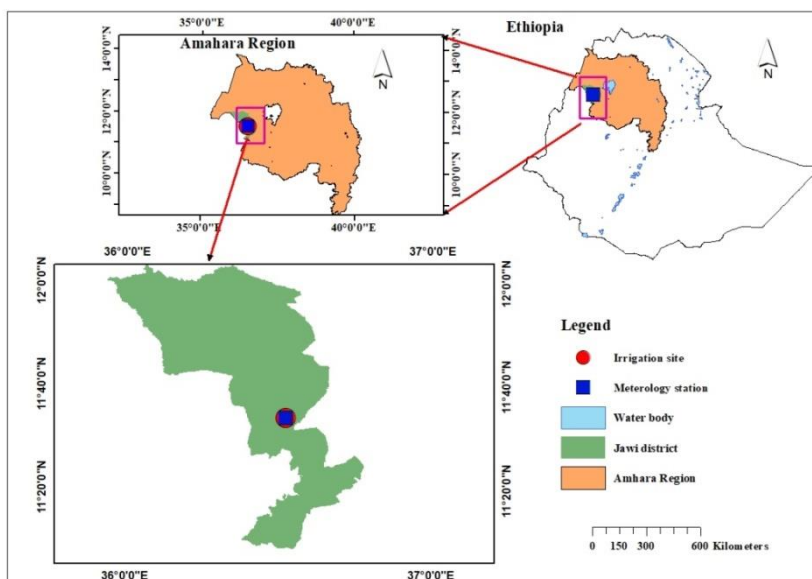 35°0'0"E 40°0'0"E
Amahara Region
Ethiopia
N
N
14°0'0"N
12°0'0"N
10°0'0"N
14°0'0"N
12°0'0"N
10°0'0"N
35°0'0"E 40°0'0"E
36°0'0"E 37°0'0"E
12°0'0"N
11°40'0"N
11°20'0"N
12°0'0"N
11°40'0"N
11°20'0"N
36°0'0"E 37°0'0"E
Legend
Irrigation site
Meterology station
Water body
Jawi district
Amhara Region
0 150 300 450 600
Kilometers